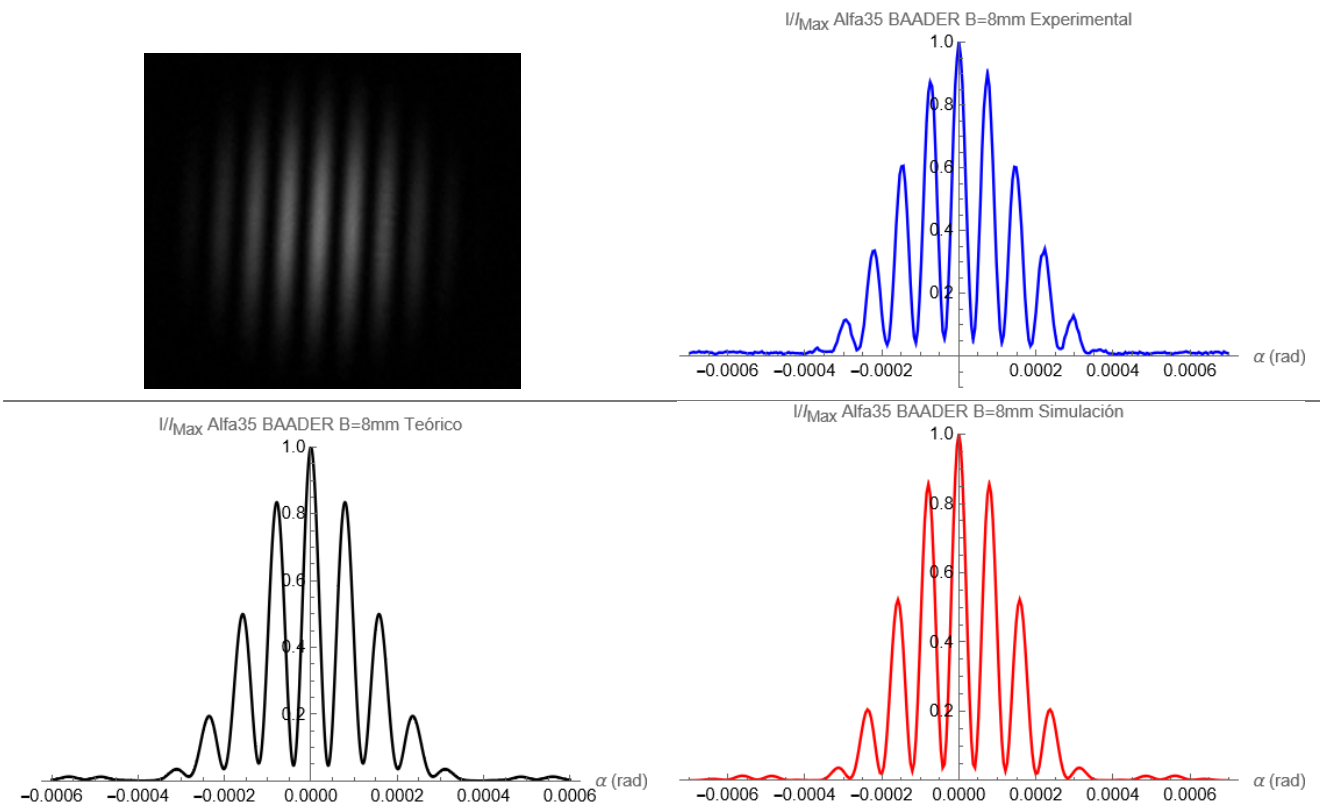 I/I_Max Alfa35 BAADER B=8mm Experimental
1.0
0.8
0.6
0.4
0.2
−0.0006 −0.0004 −0.0002 0.0002 0.0004 0.0006
α (rad)
I/I_Max Alfa35 BAADER B=8mm Teórico
1.0
0.8
0.6
0.4
0.2
−0.0006 −0.0004 −0.0002 0.0000 0.0002 0.0004 0.0006
α (rad)
I/I_Max Alfa35 BAADER B=8mm Simulación
1.0
0.8
0.6
0.4
0.2
−0.0006 −0.0004 −0.0002 0.0000 0.0002 0.0004 0.0006
α (rad)